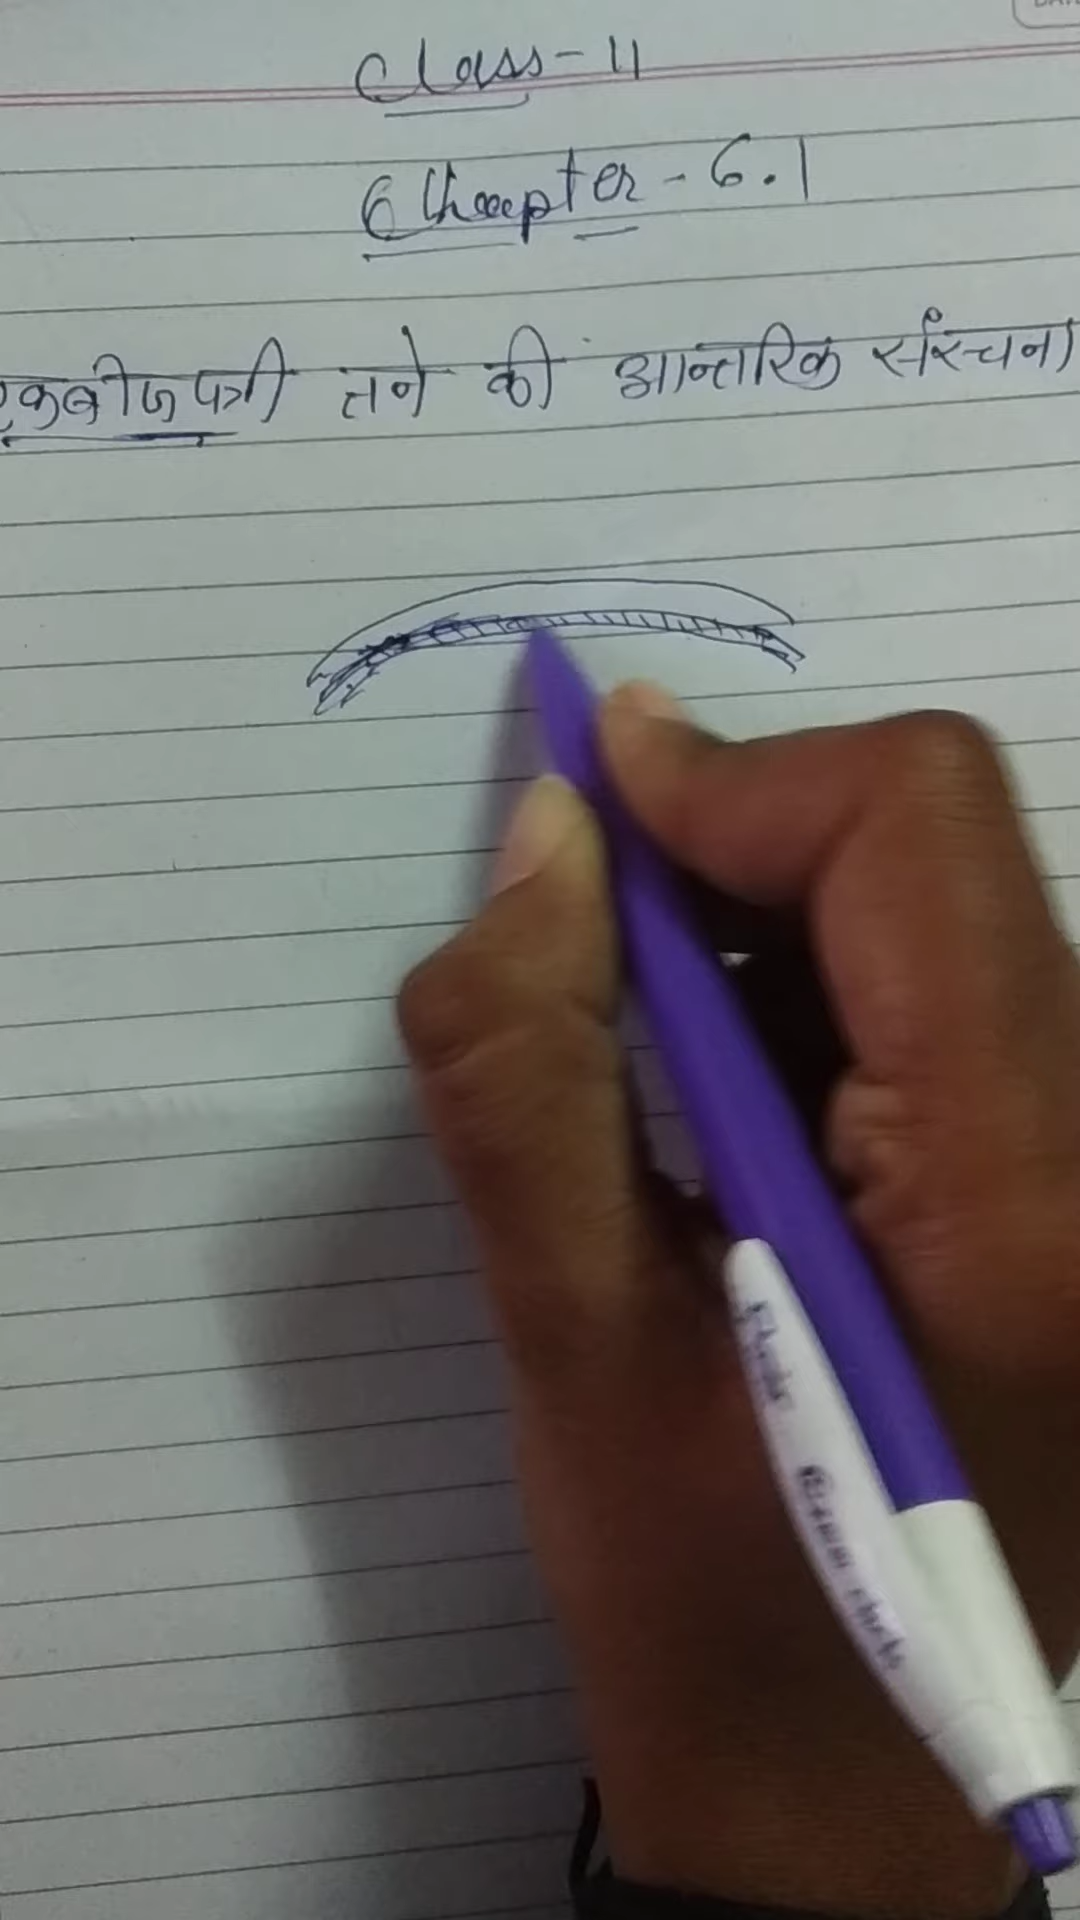 Class - 11
Chapter - 6.1
एकबीजपत्री तने की आन्तरिक संरचना